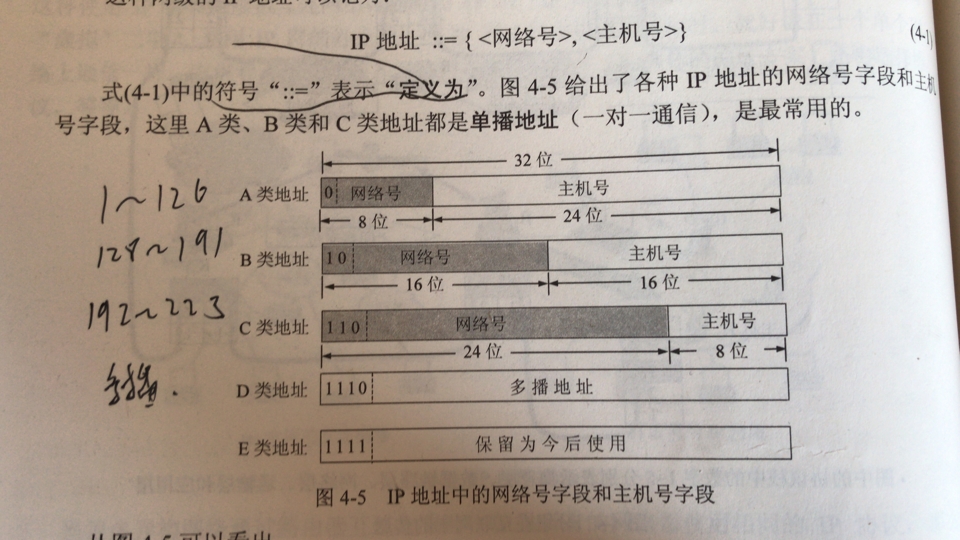 IP 地址 ::= { <网络号>, <主机号>}
(4-1)
式(4-1)中的符号“::=”表示“定义为”。图 4-5 给出了各种 IP 地址的网络号字段和主机
号字段，这里 A 类、B 类和 C 类地址都是单播地址（一对一通信），是最常用的。
32 位
1~126
A 类地址 0 网络号 主机号
8 位 24 位
128~191
B 类地址 10 网络号 主机号
16 位 16 位
192~223
C 类地址 110 网络号 主机号
24 位 8 位
D 类地址 1110 多播地址
E 类地址 1111 保留为今后使用
图 4-5 IP 地址中的网络号字段和主机号字段